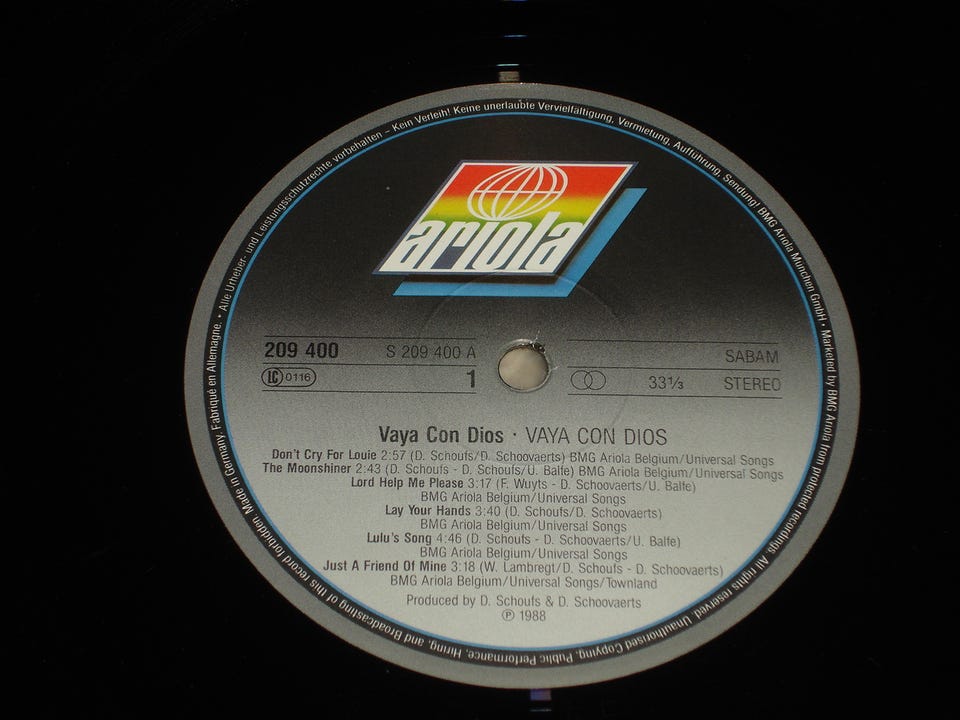 Alle Urheber- und Leistungsschutzrechte vorbehalten – Kein Verleih! Keine unerlaubte Vervielfältigung, Vermietung, Aufführung, Sendung! BMG Ariola München GmbH • Marketed by BMG Ariola from protected recordings. All rights reserved. Unauthorised Copying, Public Performance, Hiring, and Broadcasting of this record forbidden. Made in Germany. Fabriqué en Allemagne. •
ariola
209 400 S 209 400 A SABAM
LC 0116 1 33⅓ STEREO
Vaya Con Dios · VAYA CON DIOS
Don't Cry For Louie 2:57 (D. Schoufs/D. Schoovaerts) BMG Ariola Belgium/Universal Songs
The Moonshiner 2:43 (D. Schoufs - D. Schoovaerts/U. Balfe) BMG Ariola Belgium/Universal Songs
Lord Help Me Please 3:17 (F. Wuyts - D. Schoovaerts/U. Balfe)
BMG Ariola Belgium/Universal Songs
Lay Your Hands 3:40 (D. Schoufs/D. Schoovaerts)
BMG Ariola Belgium/Universal Songs
Lulu's Song 4:46 (D. Schoufs - D. Schoovaerts/U. Balfe)
BMG Ariola Belgium/Universal Songs
Just A Friend Of Mine 3:18 (W. Lambregt/D. Schoufs - D. Schoovaerts)
BMG Ariola Belgium/Universal Songs/Townland
Produced by D. Schoufs & D. Schoovaerts
℗ 1988